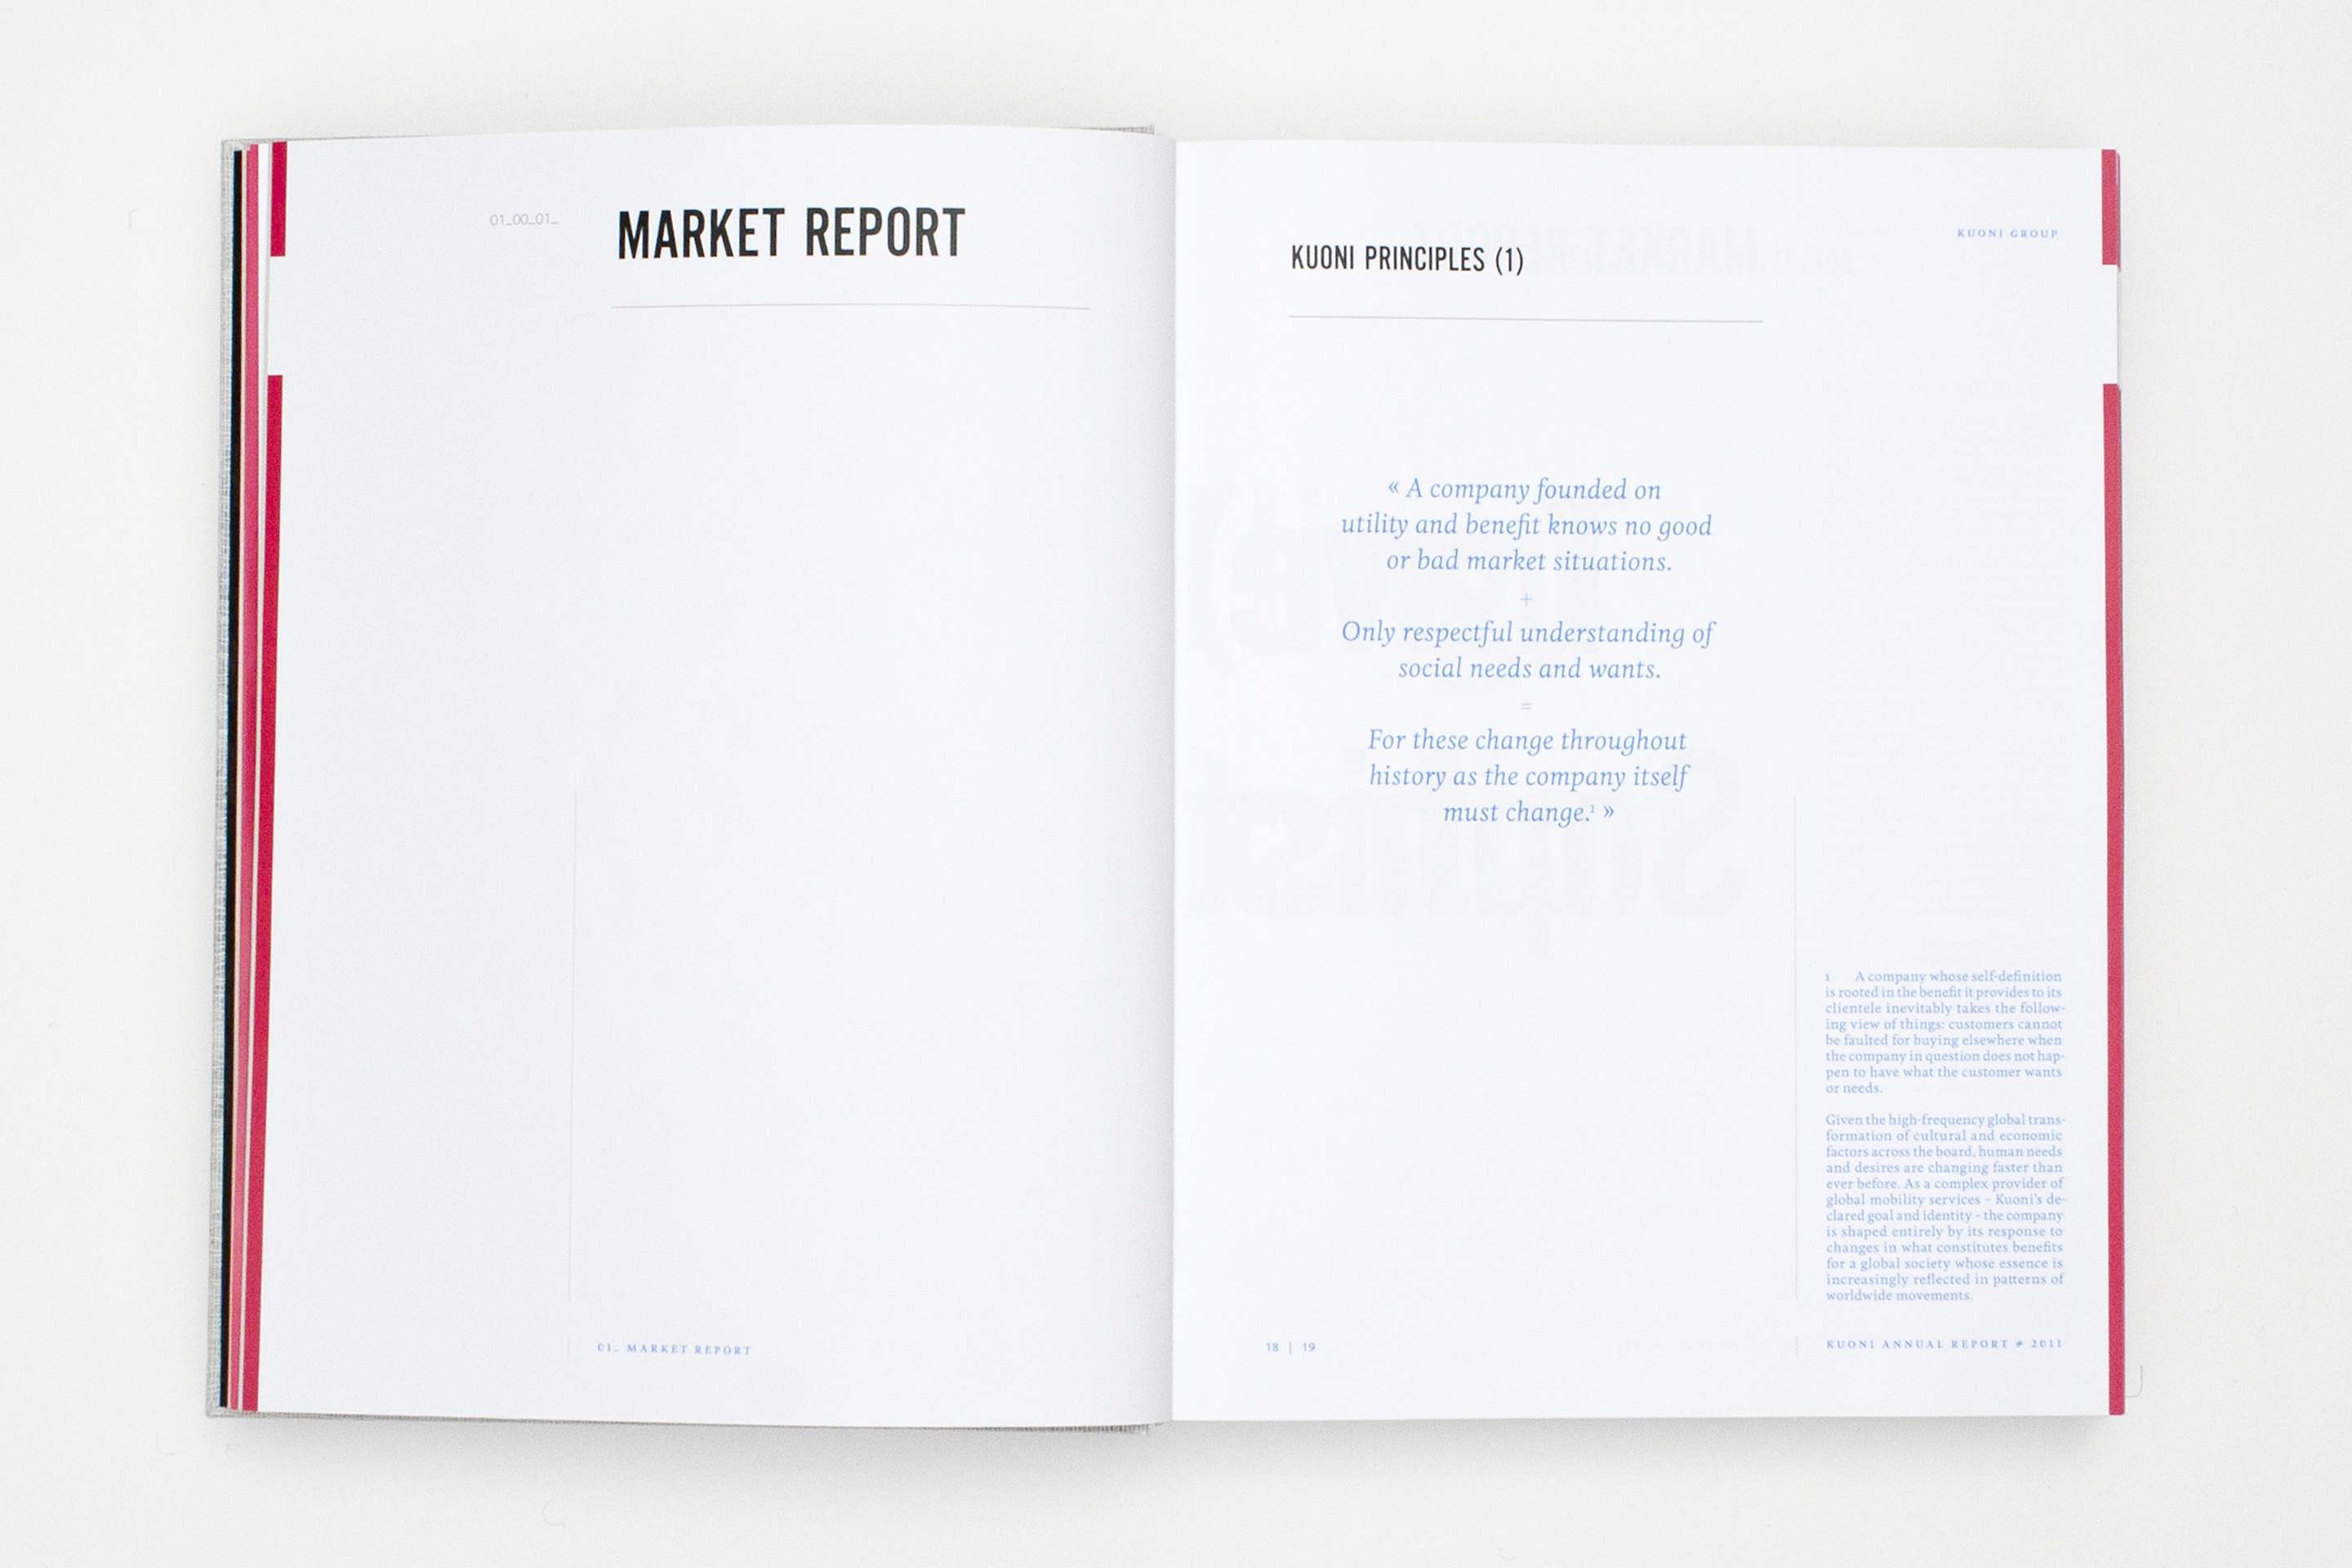 01_00_01_
MARKET REPORT
01_ MARKET REPORT
KUONI GROUP
KUONI PRINCIPLES (1)
« A company founded on
utility and benefit knows no good
or bad market situations.
+
Only respectful understanding of
social needs and wants.
=
For these change throughout
history as the company itself
must change.¹ »
1 A company whose self-definition
is rooted in the benefit it provides to its
clientele inevitably takes the follow-
ing view of things: customers cannot
be faulted for buying elsewhere when
the company in question does not hap-
pen to have what the customer wants
or needs.
Given the high-frequency global trans-
formation of cultural and economic
factors across the board, human needs
and desires are changing faster than
ever before. As a complex provider of
global mobility services – Kuoni's de-
clared goal and identity – the company
is shaped entirely by its response to
changes in what constitutes benefits
for a global society whose essence is
increasingly reflected in patterns of
worldwide movements.
18 | 19
KUONI ANNUAL REPORT * 2011